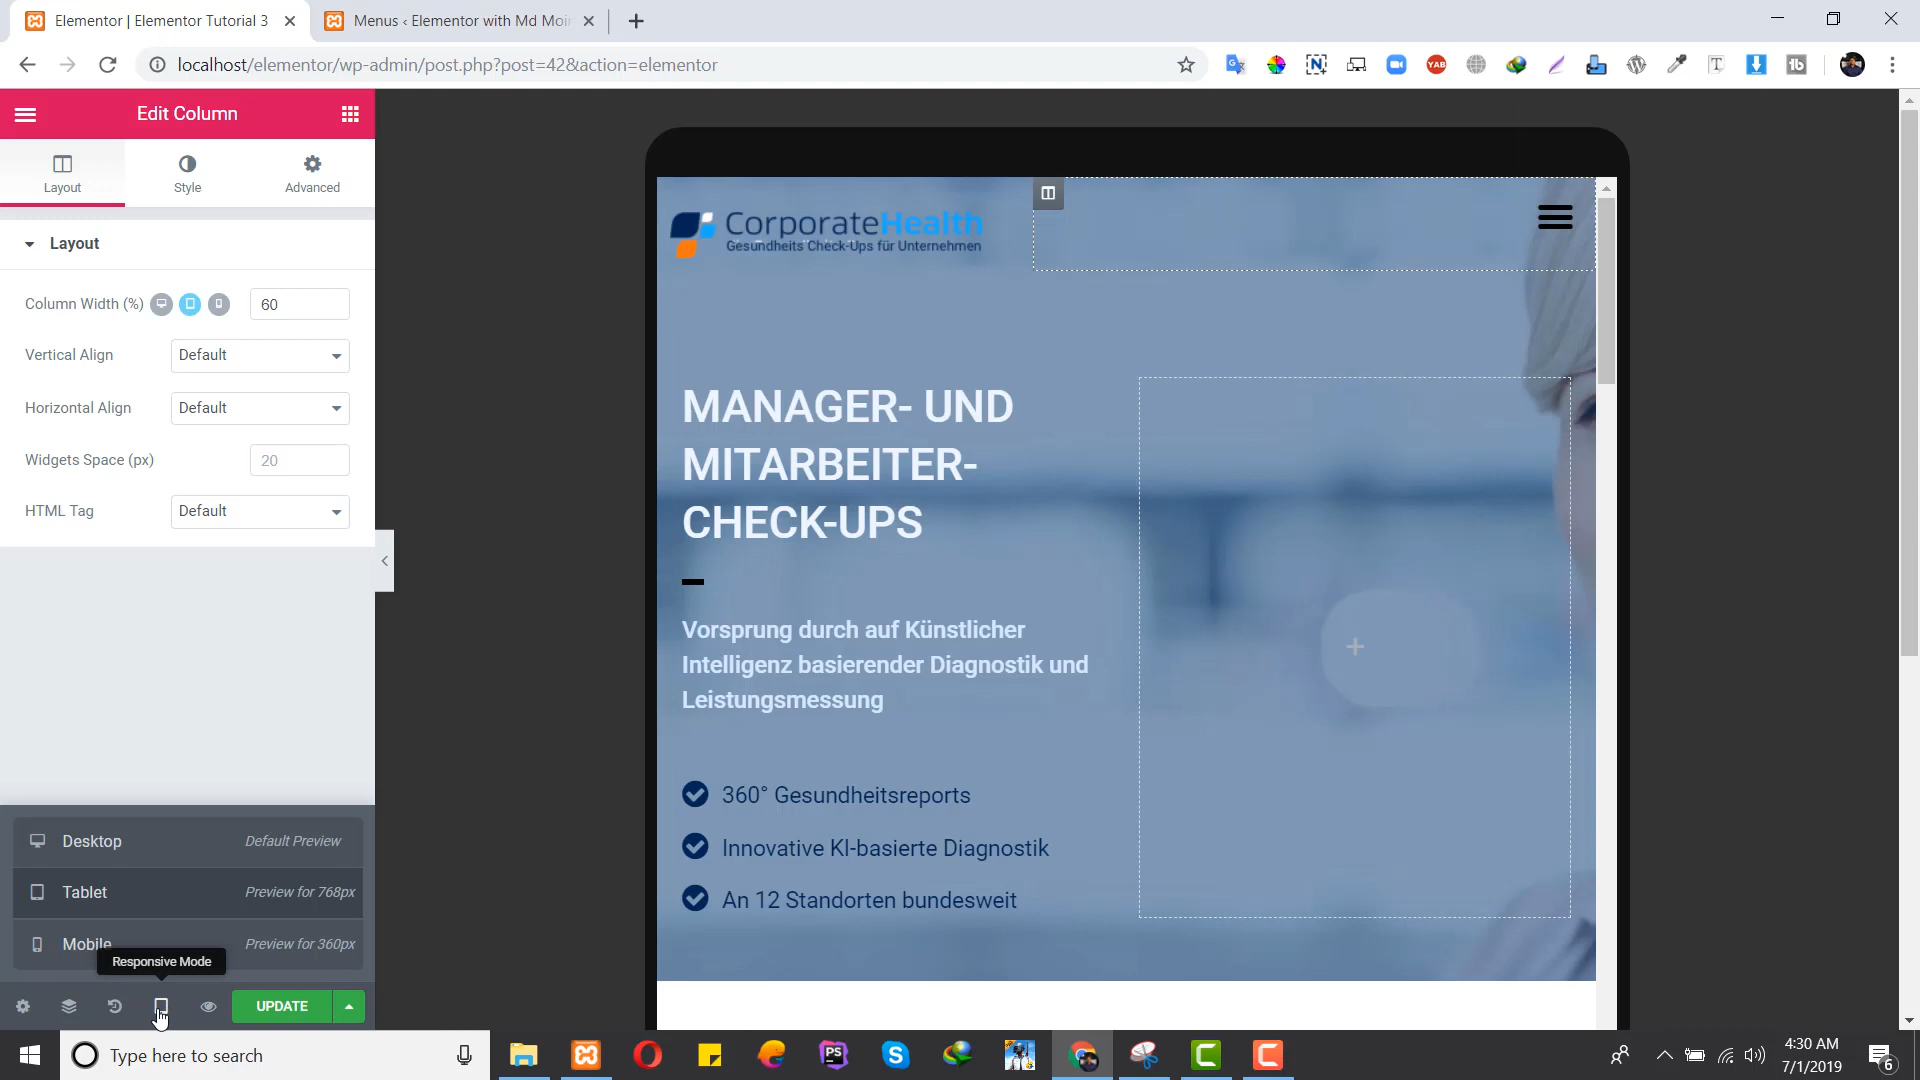 Elementor | Elementor Tutorial 3
Menus ‹ Elementor with Md Moin
localhost/elementor/wp-admin/post.php?post=42&action=elementor
YAB
T
Edit Column
Layout
Style
Advanced
Layout
Column Width (%)
60
Vertical Align
Default
Horizontal Align
Default
Widgets Space (px)
20
HTML Tag
Default
Desktop
Default Preview
Tablet
Preview for 768px
Mobile
Preview for 360px
Responsive Mode
UPDATE
CorporateHealth
Gesundheits Check-Ups für Unternehmen
MANAGER- UND
MITARBEITER-
CHECK-UPS
Vorsprung durch auf Künstlicher
Intelligenz basierender Diagnostik und
Leistungsmessung
360° Gesundheitsreports
Innovative KI-basierte Diagnostik
An 12 Standorten bundesweit
Type here to search
4:30 AM
7/1/2019
6